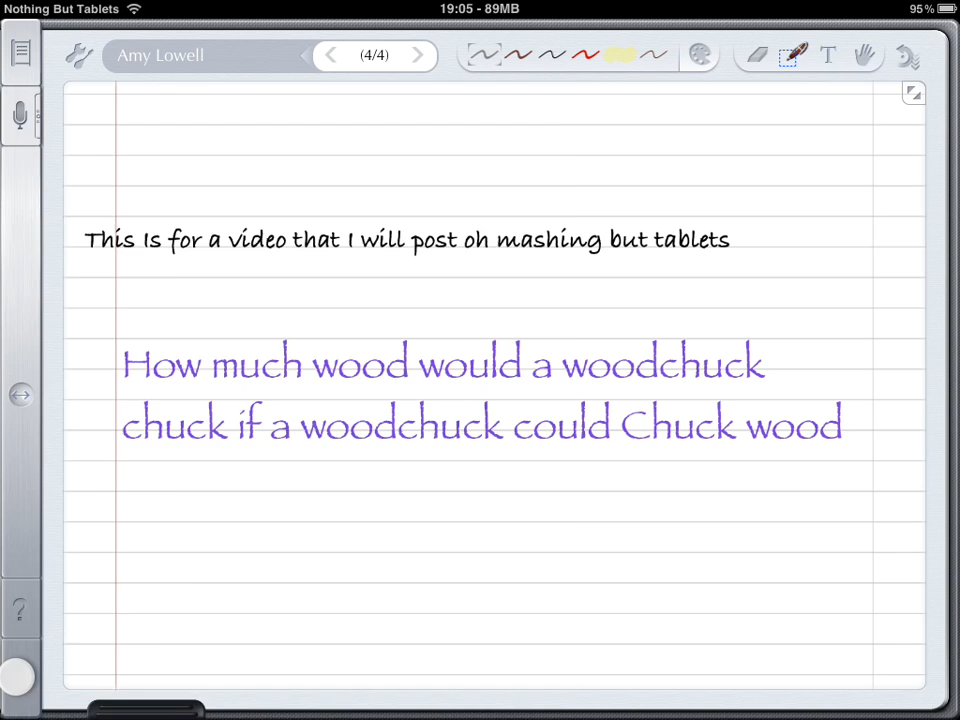 Nothing But Tablets 19:05 - 89MB 95%
Amy Lowell (4/4) T
This Is for a video that I will post oh mashing but tablets
How much wood would a woodchuck
chuck if a woodchuck could Chuck wood
?